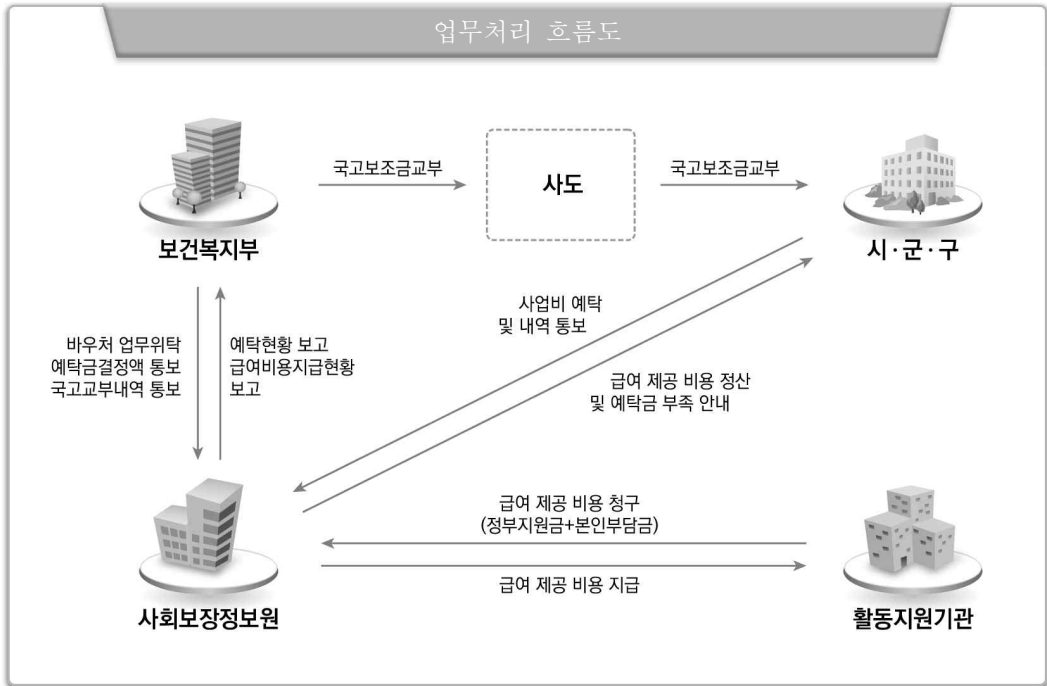 업무처리 흐름도
국고보조금교부
사도
국고보조금교부
보건복지부
시·군·구
사업비 예탁
및 내역 통보
바우처 업무위탁
예탁금결정액 통보
국고교부내역 통보
예탁현황 보고
급여비용지급현황
보고
급여 제공 비용 정산
및 예탁금 부족 안내
급여 제공 비용 청구
(정부지원금+본인부담금)
급여 제공 비용 지급
사회보장정보원
활동지원기관